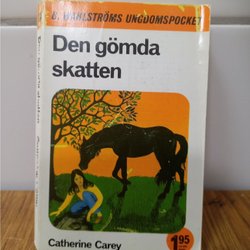 B. WAHLSTRÖMS UNGDOMSPOCKET
Den gömda
skatten
Catherine Carey
1.95